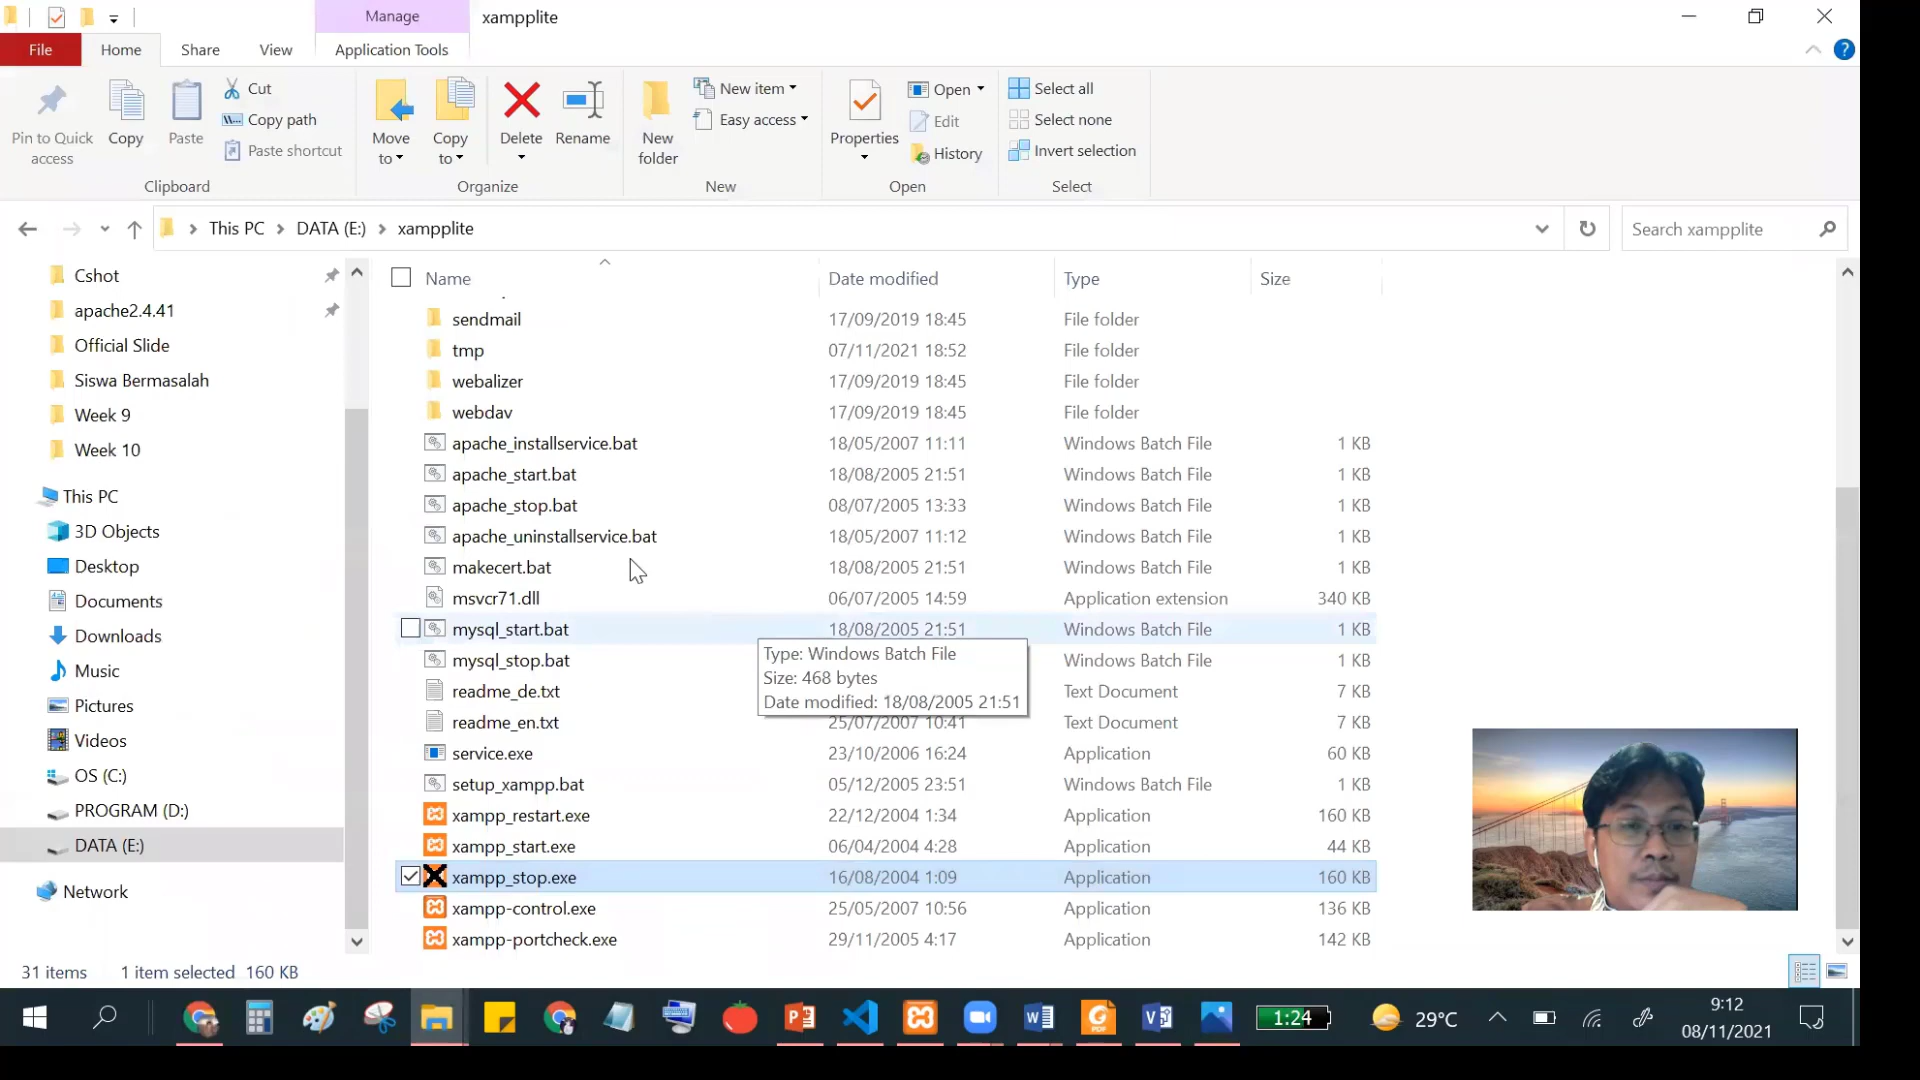 Manage
xampplite
File
Home
Share
View
Application Tools
Pin to Quick access
Copy
Paste
Cut
Copy path
Paste shortcut
Clipboard
Move to
Copy to
Delete
Rename
Organize
New folder
New item
Easy access
New
Properties
Open
Edit
History
Open
Select all
Select none
Invert selection
Select
This PC > DATA (E:) > xampplite
Search xampplite
Cshot
apache2.4.41
Official Slide
Siswa Bermasalah
Week 9
Week 10
This PC
3D Objects
Desktop
Documents
Downloads
Music
Pictures
Videos
OS (C:)
PROGRAM (D:)
DATA (E:)
Network
Name Date modified Type Size
sendmail 17/09/2019 18:45 File folder
tmp 07/11/2021 18:52 File folder
webalizer 17/09/2019 18:45 File folder
webdav 17/09/2019 18:45 File folder
apache_installservice.bat 18/05/2007 11:11 Windows Batch File 1 KB
apache_start.bat 18/08/2005 21:51 Windows Batch File 1 KB
apache_stop.bat 08/07/2005 13:33 Windows Batch File 1 KB
apache_uninstallservice.bat 18/05/2007 11:12 Windows Batch File 1 KB
makecert.bat 18/08/2005 21:51 Windows Batch File 1 KB
msvcr71.dll 06/07/2005 14:59 Application extension 340 KB
mysql_start.bat 18/08/2005 21:51 Windows Batch File 1 KB
mysql_stop.bat Windows Batch File 1 KB
readme_de.txt Text Document 7 KB
readme_en.txt 25/07/2007 10:41 Text Document 7 KB
service.exe 23/10/2006 16:24 Application 60 KB
setup_xampp.bat 05/12/2005 23:51 Windows Batch File 1 KB
xampp_restart.exe 22/12/2004 1:34 Application 160 KB
xampp_start.exe 06/04/2004 4:28 Application 44 KB
xampp_stop.exe 16/08/2004 1:09 Application 160 KB
xampp-control.exe 25/05/2007 10:56 Application 136 KB
xampp-portcheck.exe 29/11/2005 4:17 Application 142 KB
Type: Windows Batch File
Size: 468 bytes
Date modified: 18/08/2005 21:51
31 items 1 item selected 160 KB
1:24
29°C
9:12
08/11/2021